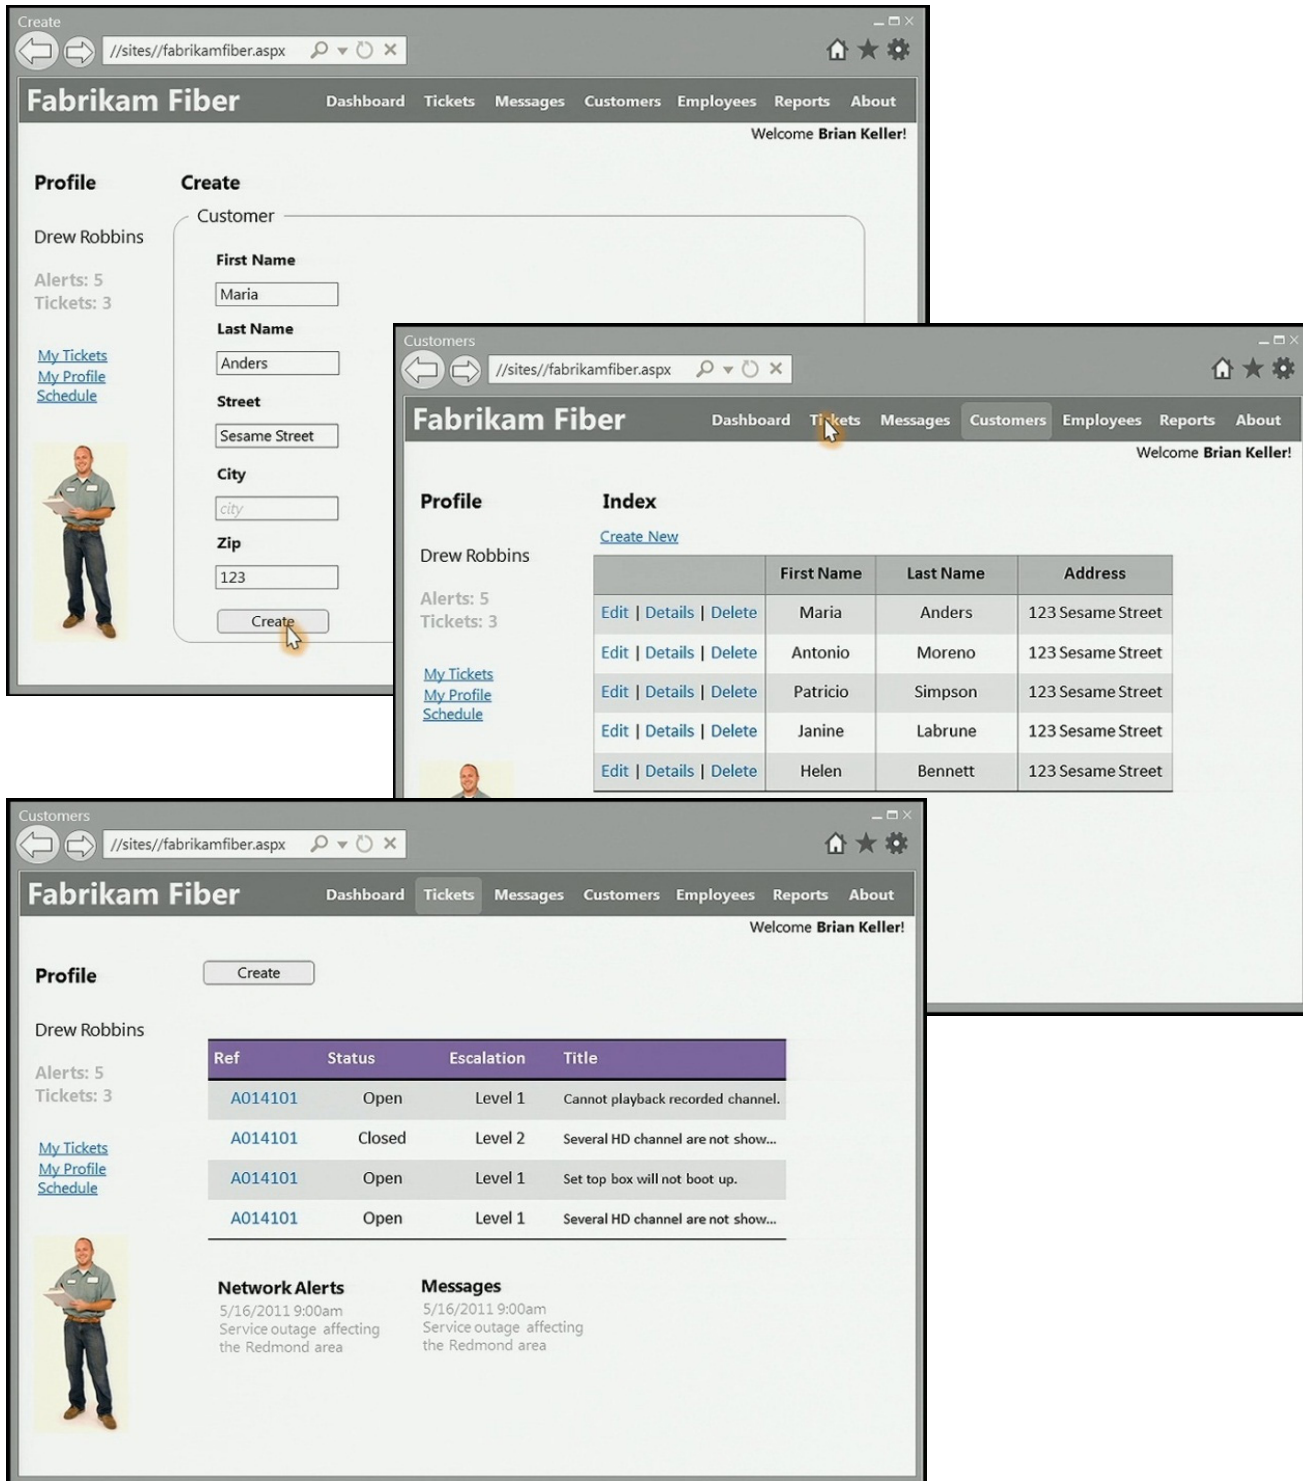 Create
//sites//fabrikamfiber.aspx
Fabrikam Fiber Dashboard Tickets Messages Customers Employees Reports About
Welcome Brian Keller!
Profile
Drew Robbins
Alerts: 5
Tickets: 3
My Tickets
My Profile
Schedule
Create
Customer
First Name
Maria
Last Name
Anders
Street
Sesame Street
City
city
Zip
123
Create
Customers
//sites//fabrikamfiber.aspx
Fabrikam Fiber Dashboard Tickets Messages Customers Employees Reports About
Welcome Brian Keller!
Profile
Drew Robbins
Alerts: 5
Tickets: 3
My Tickets
My Profile
Schedule
Index
Create New
First Name Last Name Address
Edit | Details | Delete Maria Anders 123 Sesame Street
Edit | Details | Delete Antonio Moreno 123 Sesame Street
Edit | Details | Delete Patricio Simpson 123 Sesame Street
Edit | Details | Delete Janine Labrune 123 Sesame Street
Edit | Details | Delete Helen Bennett 123 Sesame Street
Customers
//sites//fabrikamfiber.aspx
Fabrikam Fiber Dashboard Tickets Messages Customers Employees Reports About
Welcome Brian Keller!
Profile
Drew Robbins
Alerts: 5
Tickets: 3
My Tickets
My Profile
Schedule
Create
Ref Status Escalation Title
A014101 Open Level 1 Cannot playback recorded channel.
A014101 Closed Level 2 Several HD channel are not show...
A014101 Open Level 1 Set top box will not boot up.
A014101 Open Level 1 Several HD channel are not show...
Network Alerts
5/16/2011 9:00am
Service outage affecting
the Redmond area
Messages
5/16/2011 9:00am
Service outage affecting
the Redmond area